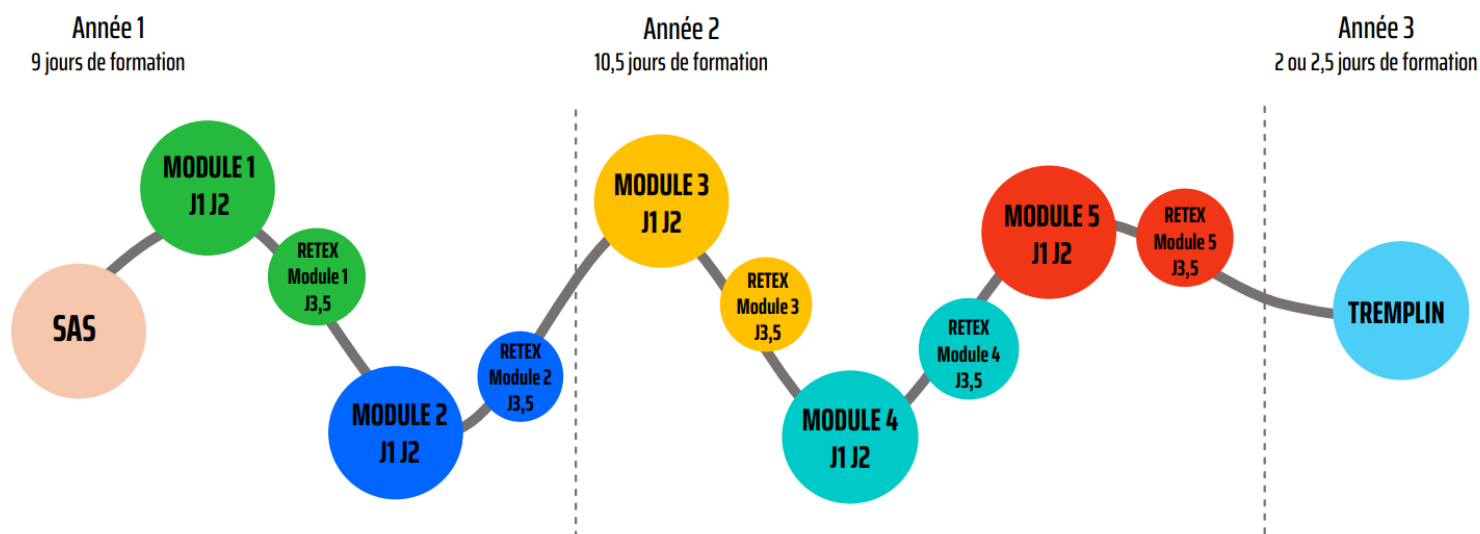 Année 1
9 jours de formation
Année 2
10,5 jours de formation
Année 3
2 ou 2,5 jours de formation
SAS
MODULE 1
J1 J2
RETEX
Module 1
J3,5
MODULE 2
J1 J2
RETEX
Module 2
J3,5
MODULE 3
J1 J2
RETEX
Module 3
J3,5
MODULE 4
J1 J2
RETEX
Module 4
J3,5
MODULE 5
J1 J2
RETEX
Module 5
J3,5
TREMPLIN